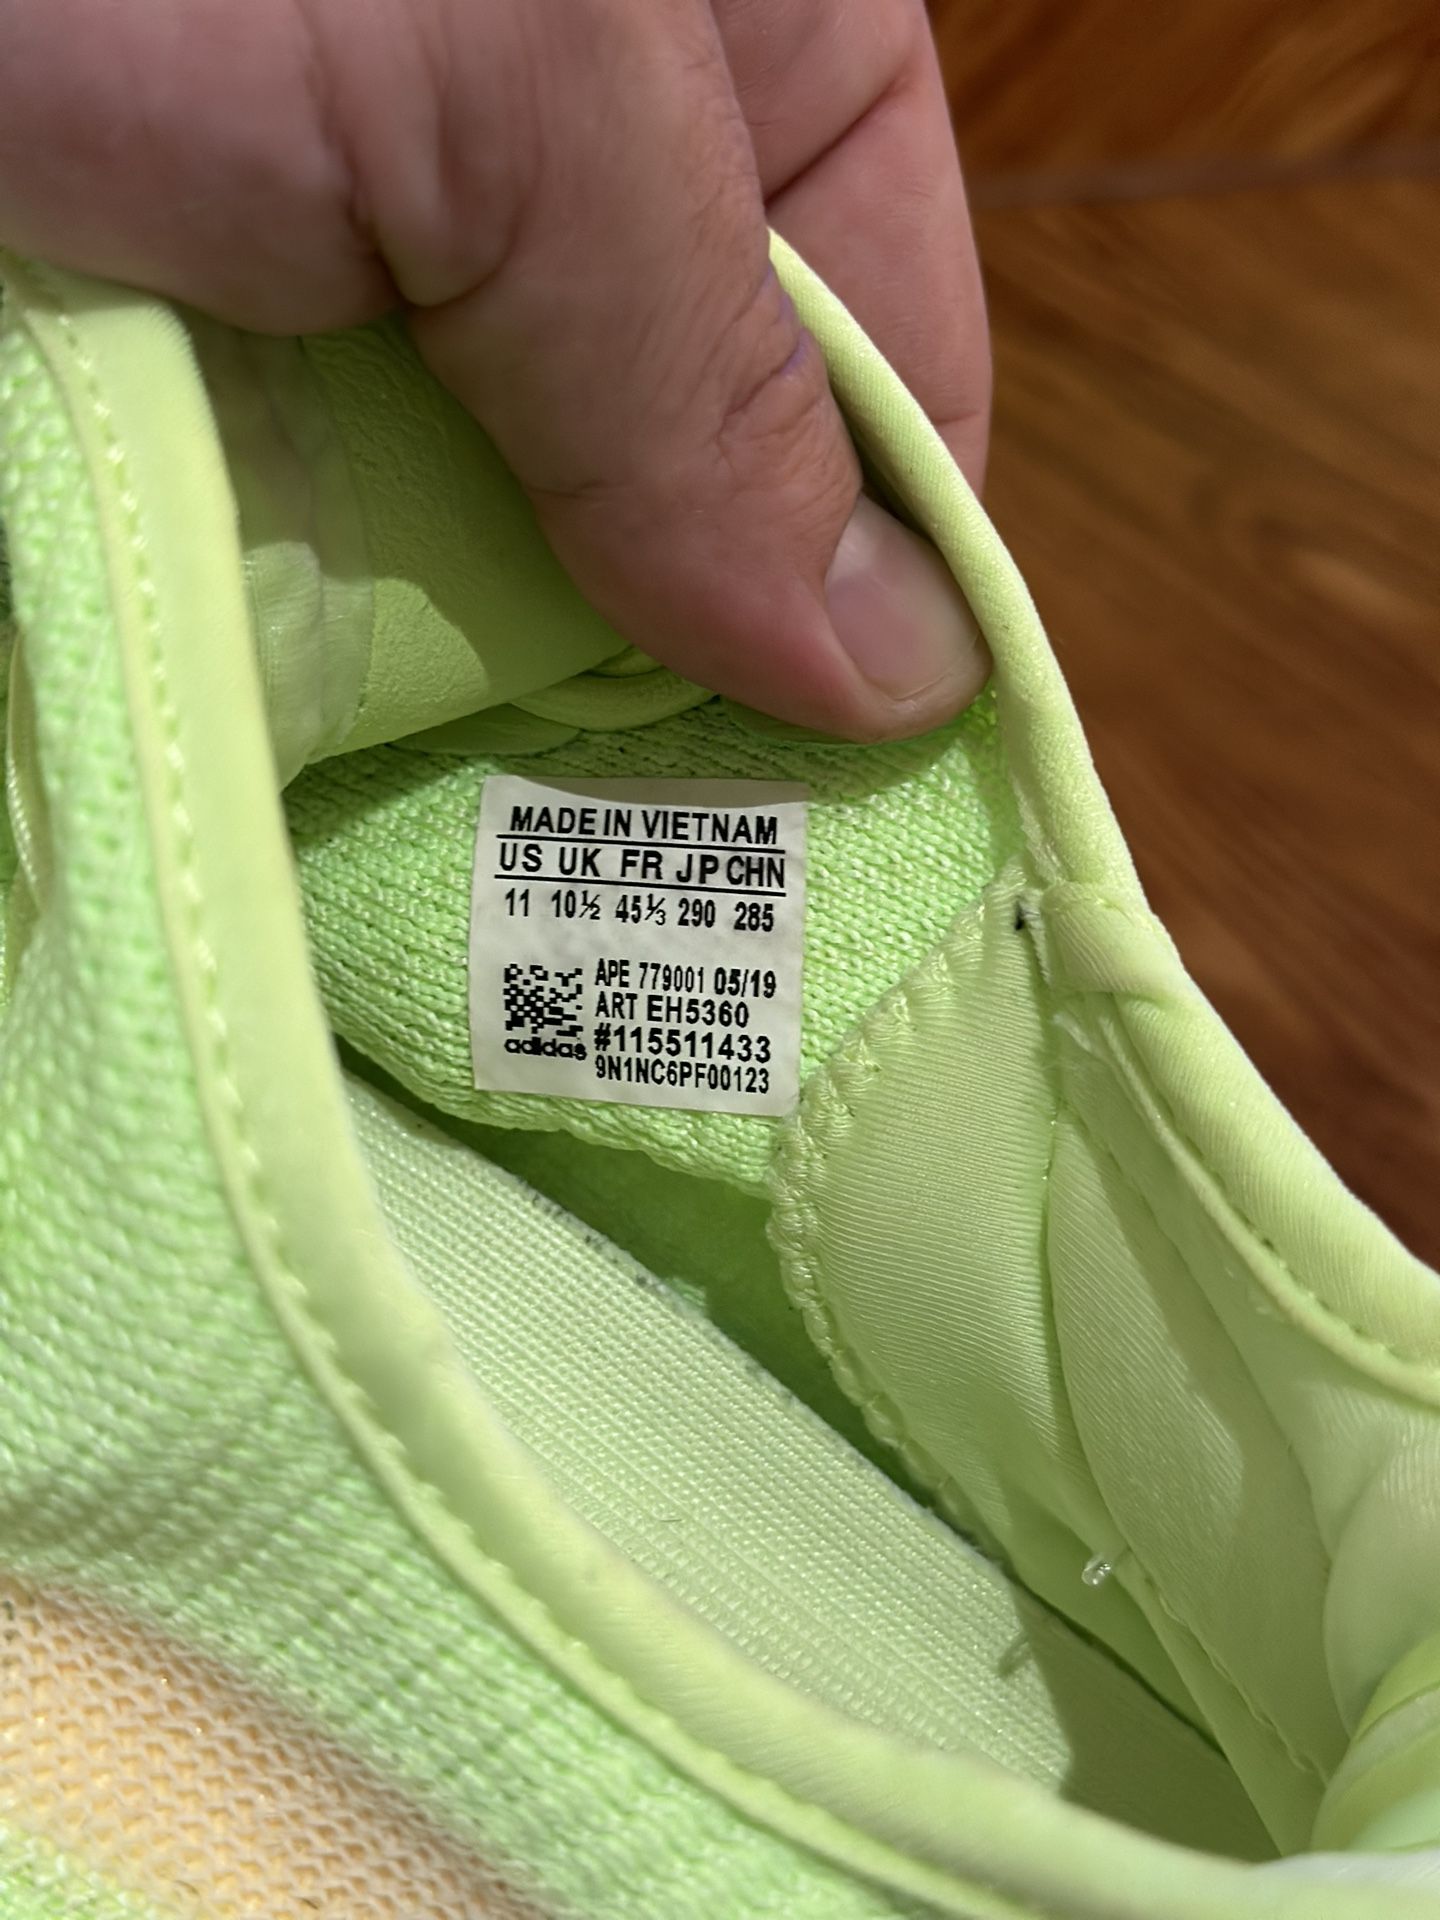 MADE IN VIETNAM
US UK FR JP CHN
11 10½ 45⅓ 290 285
APE 779001 05/19
ART EH5360
#115511433
adidas 9N1NC6PF00123